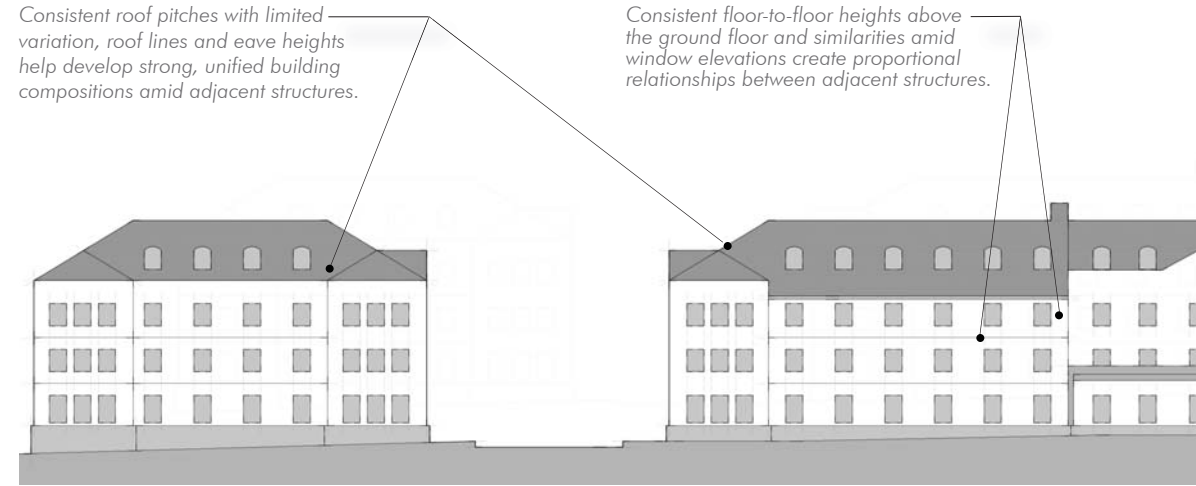 Consistent roof pitches with limited
variation, roof lines and eave heights
help develop strong, unified building
compositions amid adjacent structures.
Consistent floor-to-floor heights above
the ground floor and similarities amid
window elevations create proportional
relationships between adjacent structures.